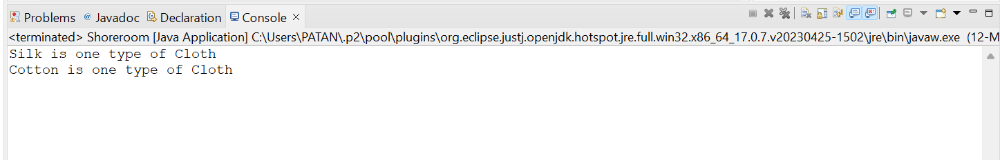 Problems @ Javadoc Declaration Console
<terminated> Shoreroom [Java Application] C:\Users\PATAN\.p2\pool\plugins\org.eclipse.justj.openjdk.hotspot.jre.full.win32.x86_64_17.0.7.v20230425-1502\jre\bin\javaw.exe (12-M
Silk is one type of Cloth
Cotton is one type of Cloth